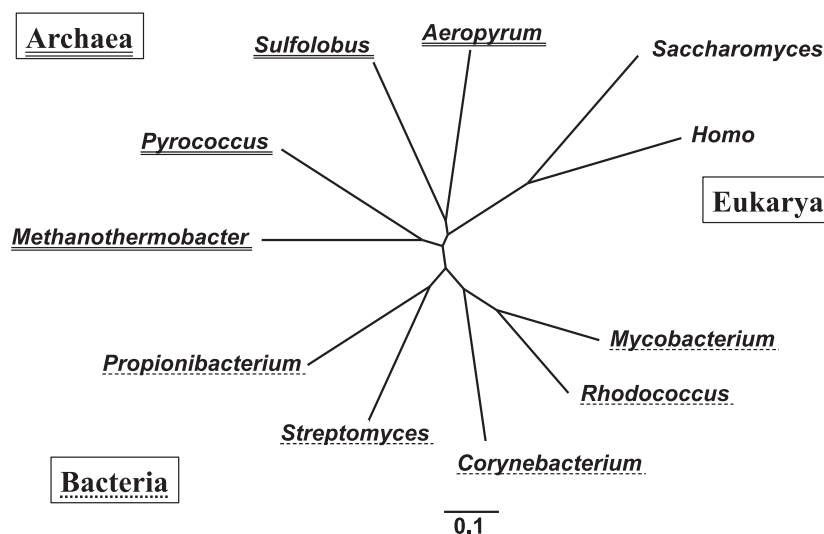 Archaea
Sulfolobus
Aeropyrum
Saccharomyces
Pyrococcus
Homo
Eukarya
Methanothermobacter
Mycobacterium
Propionibacterium
Rhodococcus
Streptomyces
Corynebacterium
Bacteria
0.1